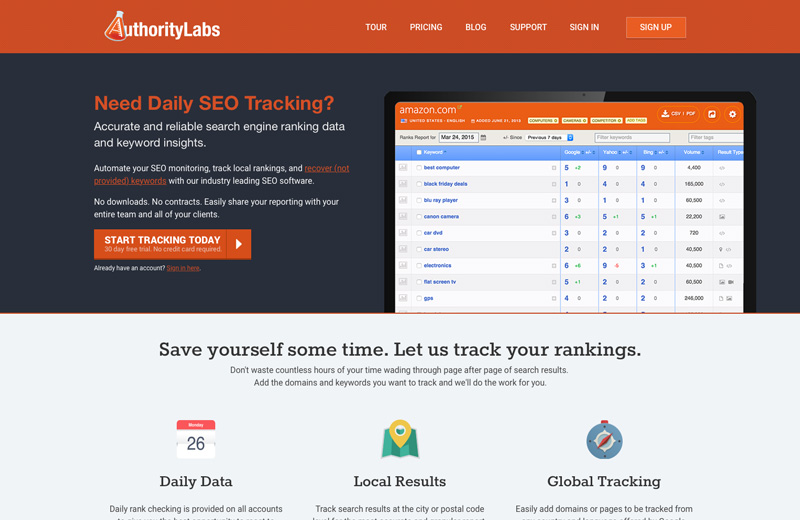 AuthorityLabs
TOUR PRICING BLOG SUPPORT SIGN IN SIGN UP
Need Daily SEO Tracking?
Accurate and reliable search engine ranking data
and keyword insights.
Automate your SEO monitoring, track local rankings, and recover (not
provided) keywords with our industry leading SEO software.
No downloads. No contracts. Easily share your reporting with your
entire team and all of your clients.
START TRACKING TODAY
30 day free trial. No credit card required.
Already have an account? Sign in here.
amazon.com
UNITED STATES - ENGLISH ADDED JUNE 21, 2013 COMPUTERS CAMERAS COMPETITOR ADD TAGS CSV / PDF
Ranks Report for Mar 24, 2015 +/- Since Previous 7 days Filter keywords Filter tags
Keyword Google +/- Yahoo +/- Bing +/- Volume Result Type
best computer 5 +2 9 0 9 0 4,400
black friday deals 1 0 4 0 4 0 165,000
blu ray player 3 0 1 0 1 0 60,500
canon camera 6 +3 5 +1 5 +1 22,200
car dvd 3 0 2 0 2 0 720
car stereo 2 0 2 0 1 0 40,500
electronics 6 +6 9 -5 3 +1 40,500
flat screen tv 5 +1 2 0 2 0 60,500
gps 4 0 2 0 2 0 246,000
Save yourself some time. Let us track your rankings.
Don't waste countless hours of your time wading through page after page of search results.
Add the domains and keywords you want to track and we'll do the work for you.
Monday
26
Daily Data
Local Results
Global Tracking
Daily rank checking is provided on all accounts
Track search results at the city or postal code
Easily add domains or pages to be tracked from